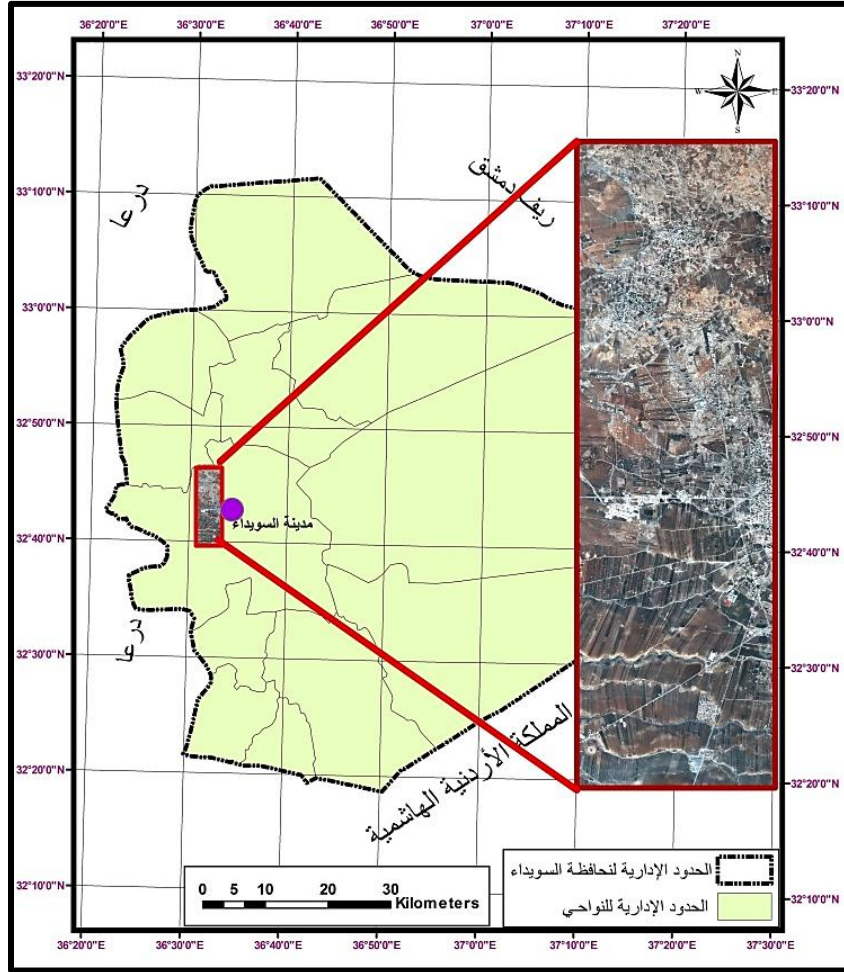 36°20'0"E 36°30'0"E 36°40'0"E 36°50'0"E 37°0'0"E 37°10'0"E 37°20'0"E
N
W E
S
33°20'0"N 33°20'0"N
ريف دمشق
درعا
33°10'0"N 33°10'0"N
33°0'0"N 33°0'0"N
32°50'0"N 32°50'0"N
مدينة السويداء
32°40'0"N 32°40'0"N
درعا
32°30'0"N 32°30'0"N
المملكة الأردنية الهاشمية
32°20'0"N 32°20'0"N
الحدود الإدارية لنحافظة السويداء
الحدود الإدارية للنواحي
0 5 10 20 30
Kilometers
32°10'0"N 32°10'0"N
36°20'0"E 36°30'0"E 36°40'0"E 36°50'0"E 37°0'0"E 37°10'0"E 37°20'0"E 37°30'0"E